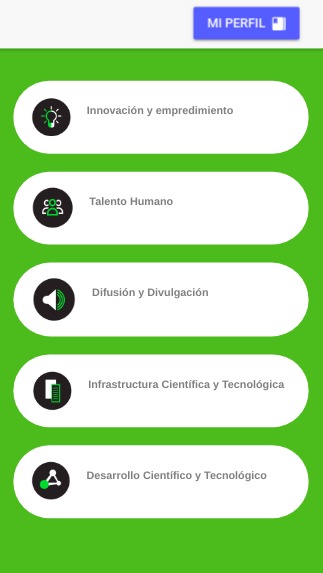 MI PERFIL
Innovación y empredimiento
Talento Humano
Difusión y Divulgación
Infrastructura Científica y Tecnológica
Desarrollo Científico y Tecnológico